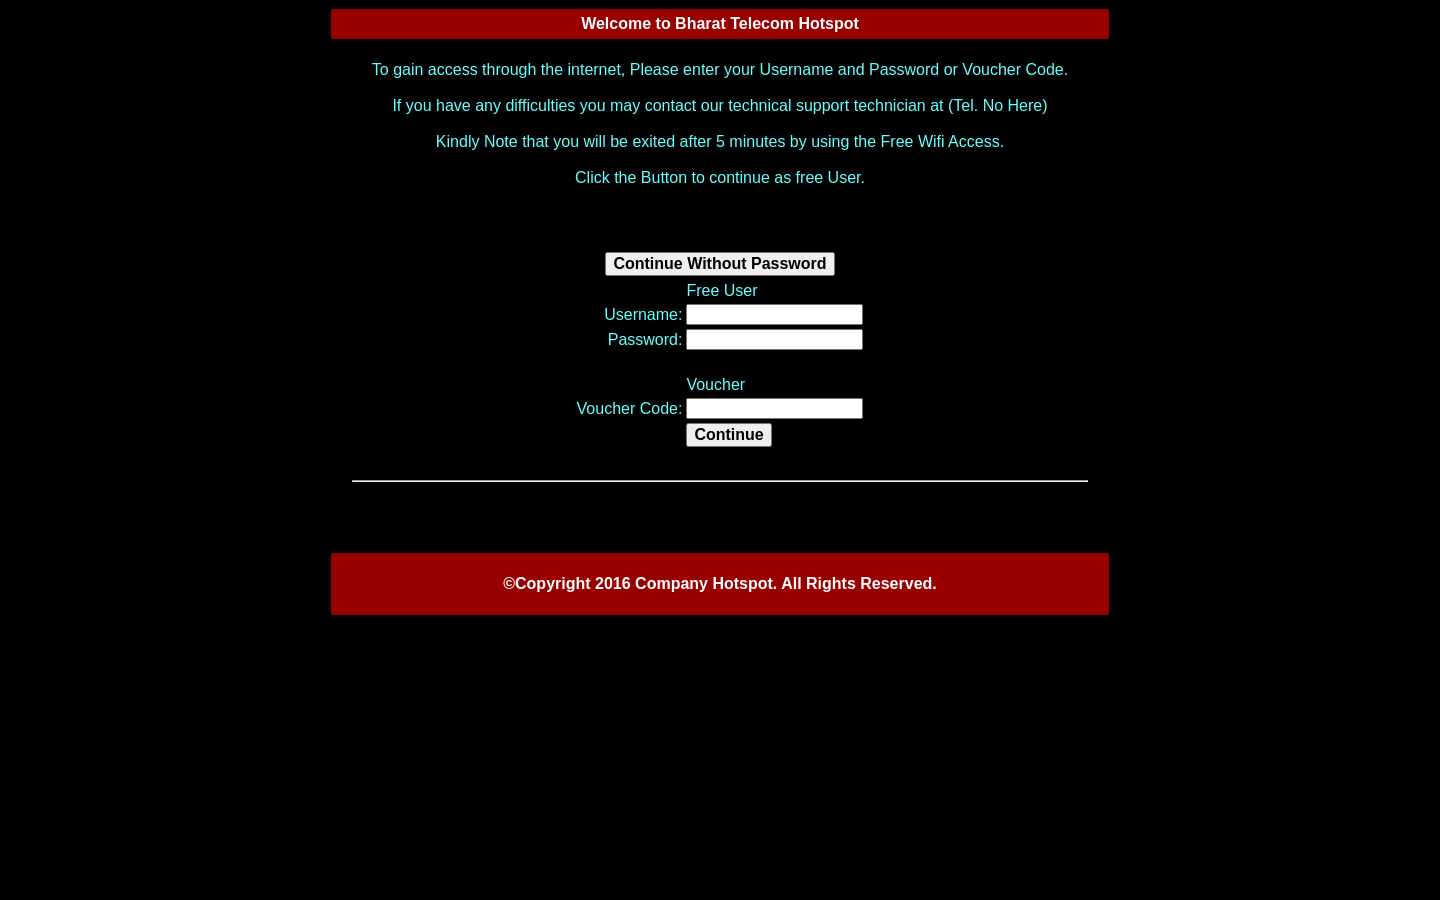 Welcome to Bharat Telecom Hotspot
To gain access through the internet, Please enter your Username and Password or Voucher Code.
If you have any difficulties you may contact our technical support technician at (Tel. No Here)
Kindly Note that you will be exited after 5 minutes by using the Free Wifi Access.
Click the Button to continue as free User.
Continue Without Password
Free User
Username:
Password:
Voucher
Voucher Code:
Continue
©Copyright 2016 Company Hotspot. All Rights Reserved.